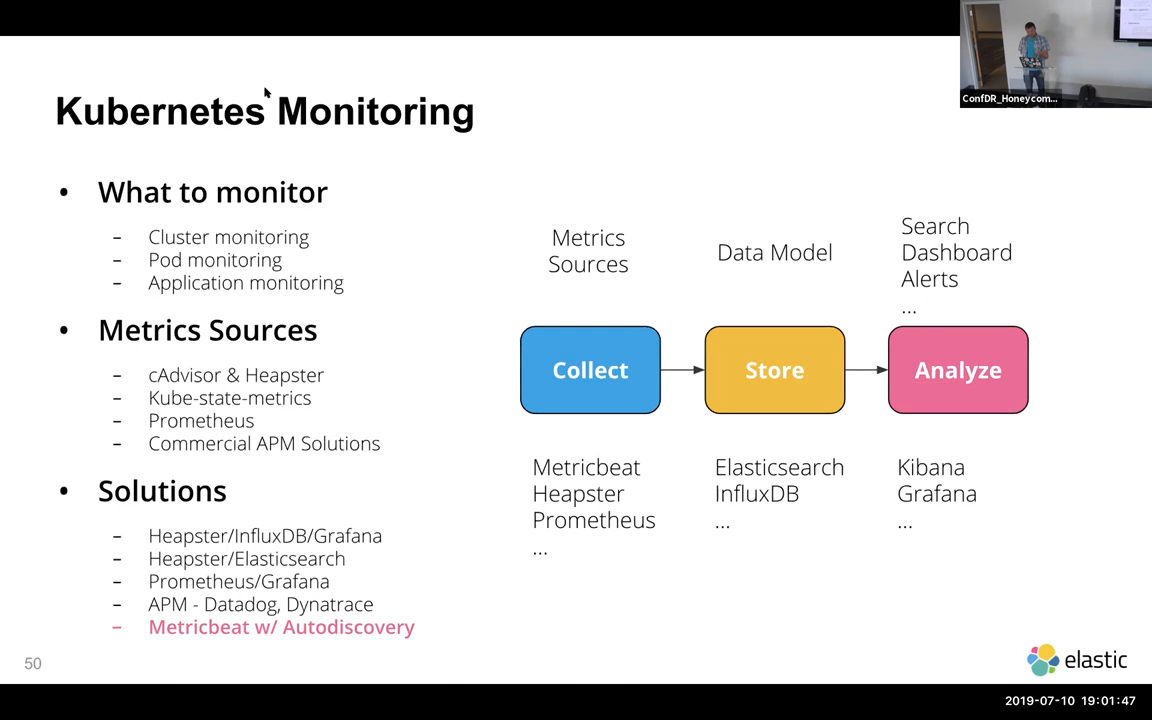 ConfDR_Honeycom...
Kubernetes Monitoring
• What to monitor
– Cluster monitoring
– Pod monitoring
– Application monitoring
• Metrics Sources
– cAdvisor & Heapster
– Kube-state-metrics
– Prometheus
– Commercial APM Solutions
• Solutions
– Heapster/InfluxDB/Grafana
– Heapster/Elasticsearch
– Prometheus/Grafana
– APM - Datadog, Dynatrace
– Metricbeat w/ Autodiscovery
Metrics
Sources
Data Model
Search
Dashboard
Alerts
...
Collect
Store
Analyze
Metricbeat
Heapster
Prometheus
...
Elasticsearch
InfluxDB
...
Kibana
Grafana
...
50
elastic
2019-07-10 19:01:47